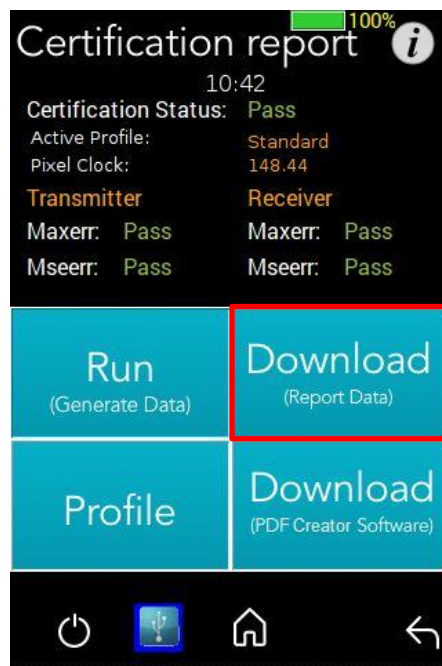 100%
Certification report i
10:42
Certification Status: Pass
Active Profile: Standard
Pixel Clock: 148.44
Transmitter Receiver
Maxerr: Pass Maxerr: Pass
Mseerr: Pass Mseerr: Pass
Run Download
(Generate Data) (Report Data)
Profile Download
(PDF Creator Software)